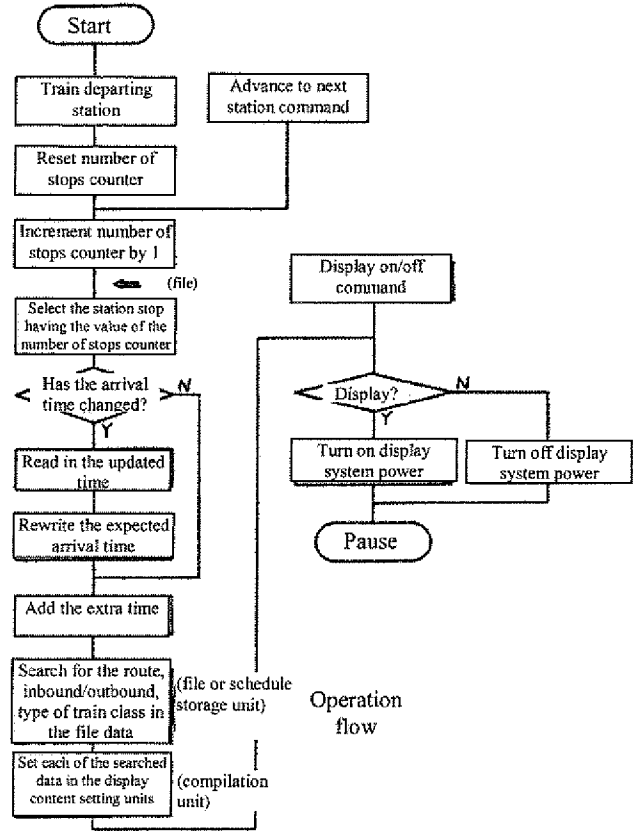 Start
Train departing
station
Advance to next
station command
Reset number of
stops counter
Increment number of
stops counter by 1
(file)
Select the station stop
having the value of the
number of stops counter
Has the arrival
time changed?
N
Y
Read in the updated
time
Rewrite the expected
arrival time
Add the extra time
Search for the route,
inbound/outbound,
type of train class in
the file data
(file or schedule
storage unit)
Set each of the searched
data in the display
content setting units
(compilation
unit)
Display on/off
command
Display?
N
Y
Turn on display
system power
Turn off display
system power
Pause
Operation
flow